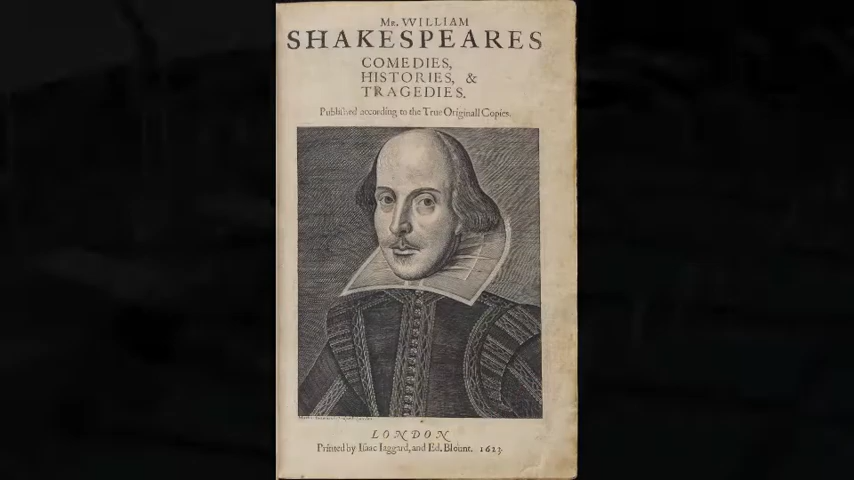 Mr. WILLIAM
SHAKESPEARES
COMEDIES,
HISTORIES, &
TRAGEDIES.
Published according to the True Originall Copies.
LONDON
Printed by Isaac Iaggard, and Ed. Blount. 1623